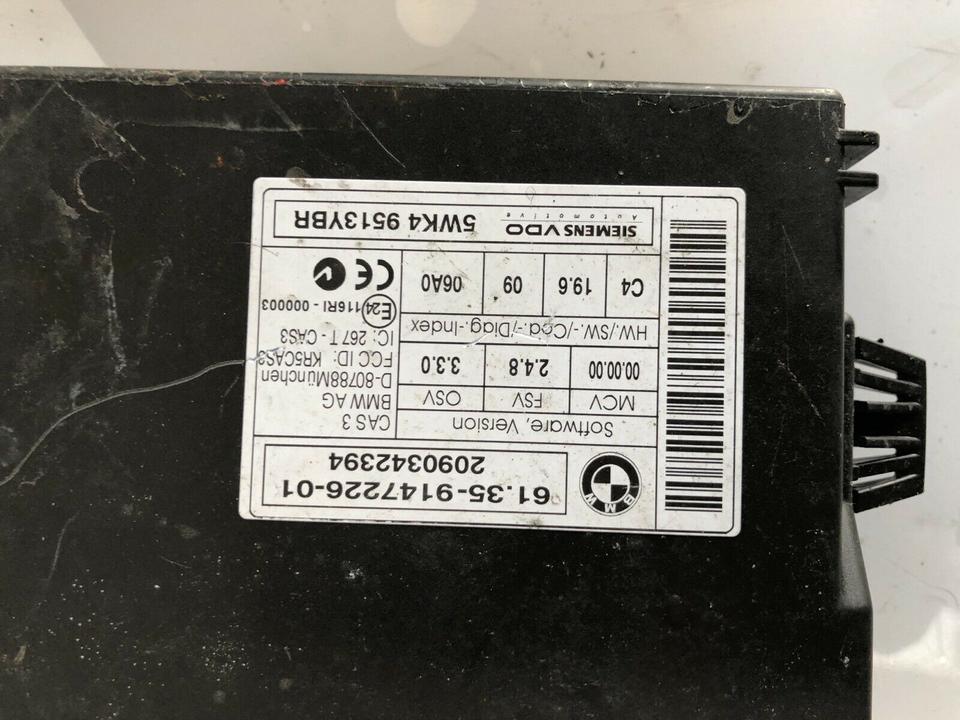 BMW
61.35-9147226-01
2090342394
Software, Version
MCV FSV OSV
00.00.00 2.4.8 3.3.0
HW./SW.-/Cod.-/Diag.-Index
C4 19.6 09 06A0
CAS 3
BMW AG
D-80788München
FCC ID: KR5CAS3
IC: 267 T - CAS3
E24 116RI - 000003
CE
SIEMENS VDO
Automotive
5WK4 9513YBR